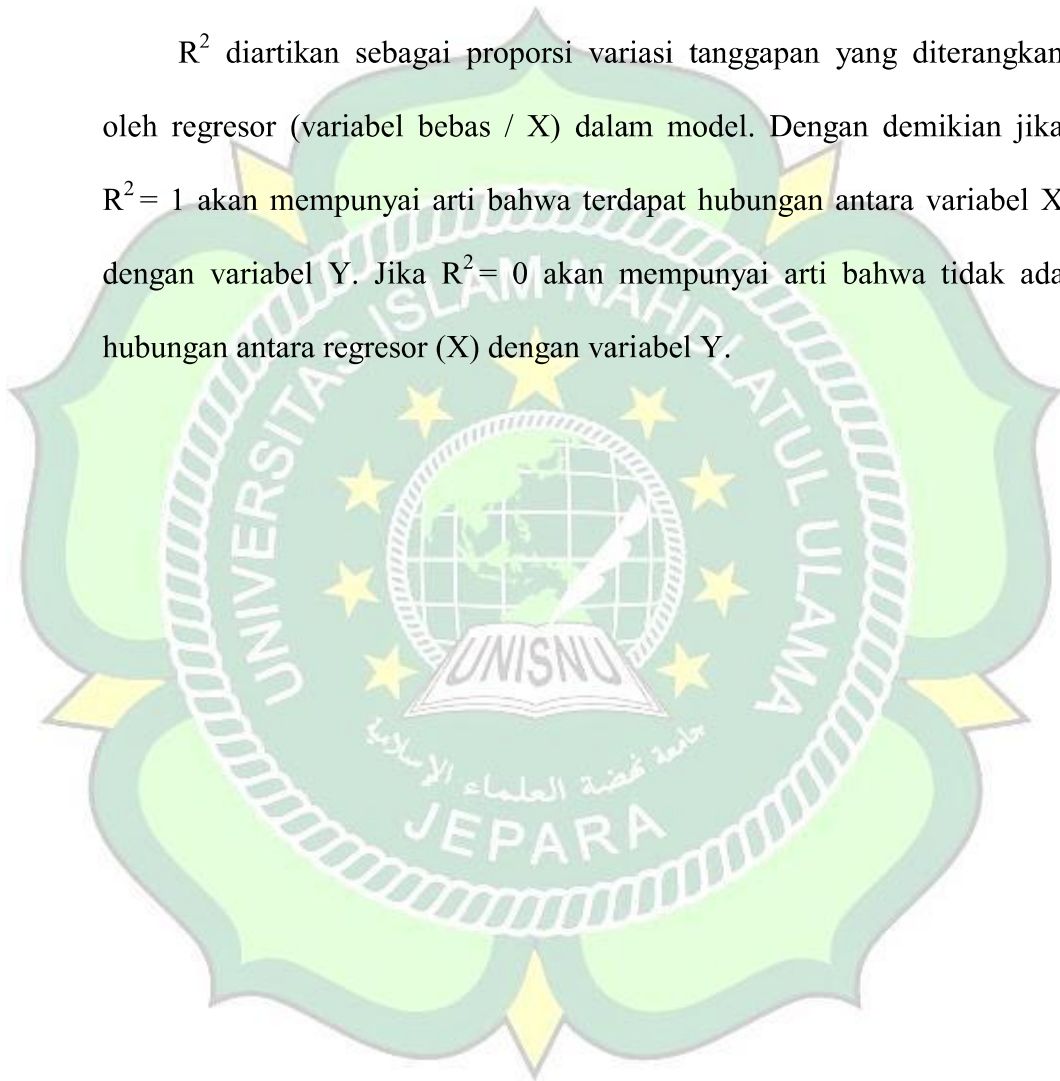 R² diartikan sebagai proporsi variasi tanggapan yang diterangkan
oleh regresor (variabel bebas / X) dalam model. Dengan demikian jika
R² = 1 akan mempunyai arti bahwa terdapat hubungan antara variabel X
dengan variabel Y. Jika R² = 0 akan mempunyai arti bahwa tidak ada
hubungan antara regresor (X) dengan variabel Y.
UNIVERSITAS ISLAM NAHDLATUL ULAMA
UNISNU
جامعة نهضة العلماء الإسلامية
JEPARA